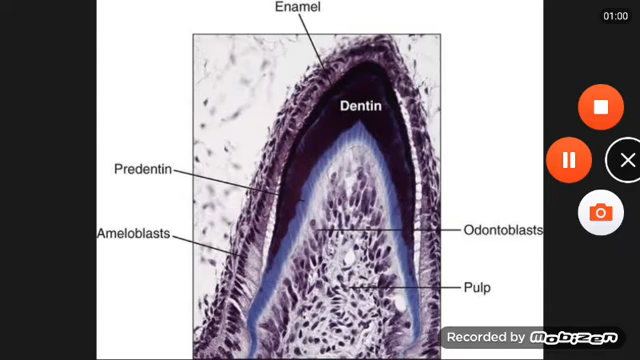 Enamel
01:00
Dentin
Predentin
Ameloblasts
Odontoblasts
Pulp
Recorded by mobizen